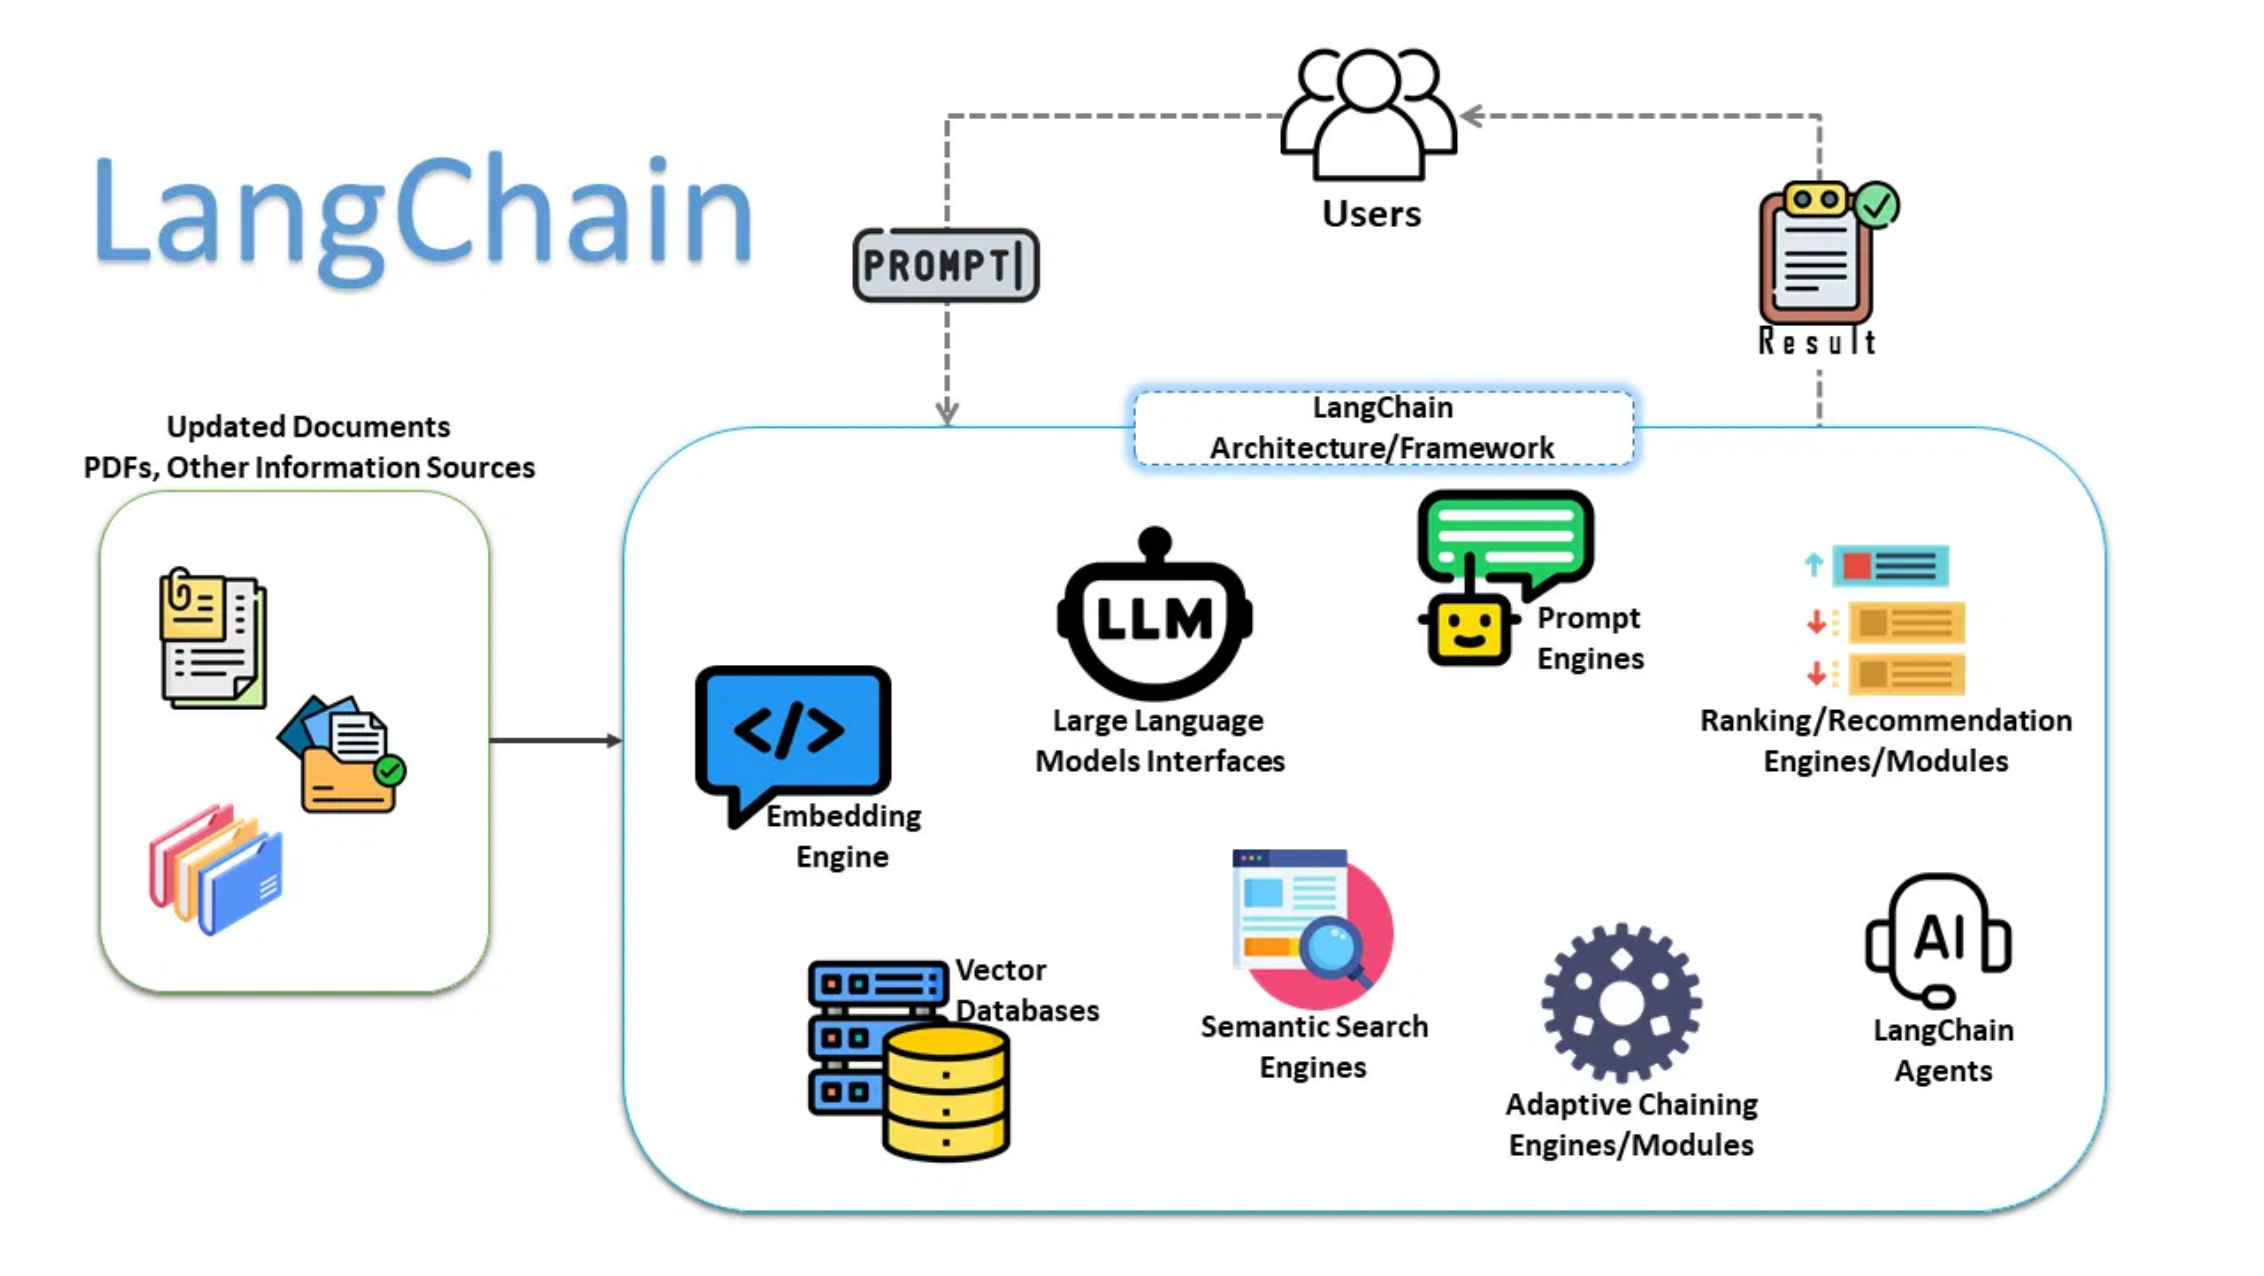 LangChain
Users
PROMPT
Result
LangChain
Architecture/Framework
Updated Documents
PDFs, Other Information Sources
LLM
Large Language
Models Interfaces
Prompt
Engines
Ranking/Recommendation
Engines/Modules
</>
Embedding
Engine
Vector
Databases
Semantic Search
Engines
Adaptive Chaining
Engines/Modules
AI
LangChain
Agents